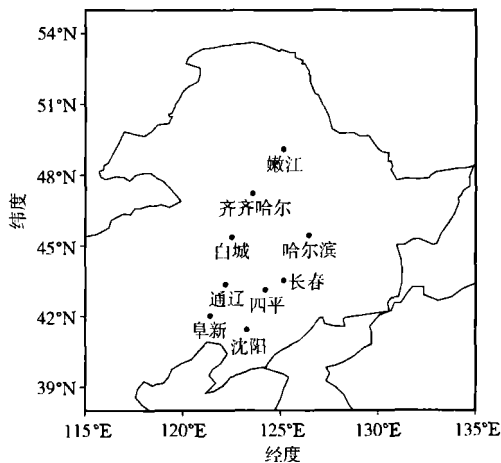 54°N
51°N
48°N
45°N
42°N
39°N
纬度
嫩江
齐齐哈尔
白城
哈尔滨
通辽
四平
长春
阜新
沈阳
115°E
120°E
125°E
130°E
135°E
经度